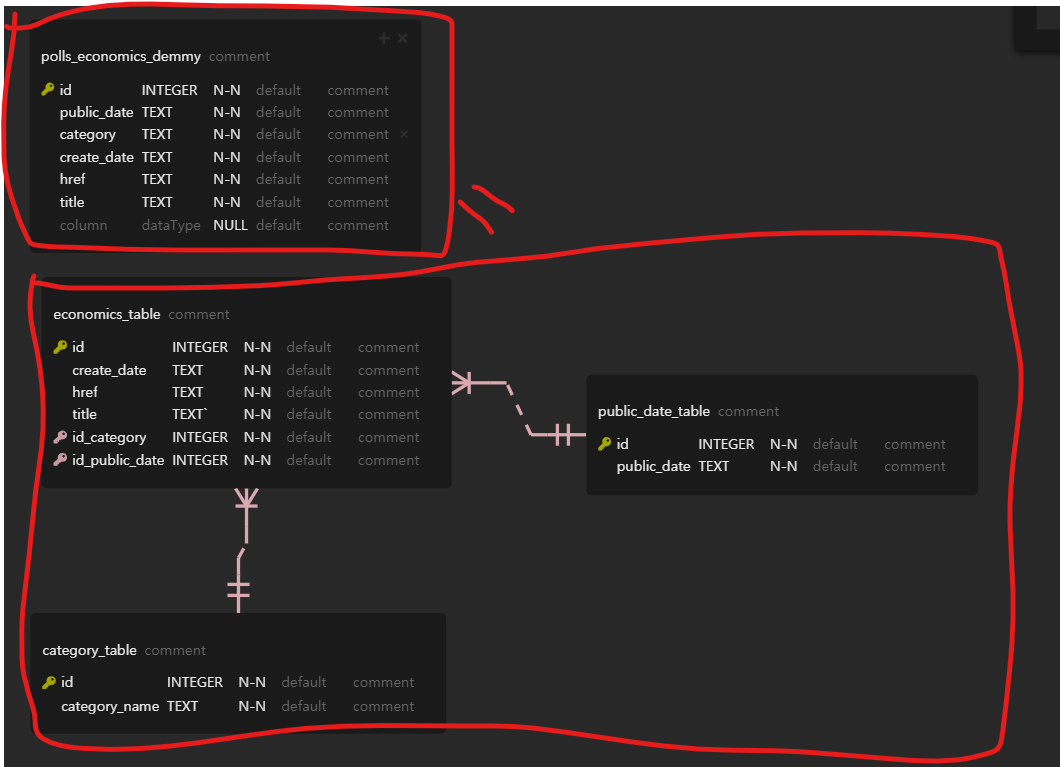 polls_economics_demmy comment
id INTEGER N-N default comment
public_date TEXT N-N default comment
category TEXT N-N default comment
create_date TEXT N-N default comment
href TEXT N-N default comment
title TEXT N-N default comment
column dataType NULL default comment
economics_table comment
id INTEGER N-N default comment
create_date TEXT N-N default comment
href TEXT N-N default comment
title TEXT` N-N default comment
id_category INTEGER N-N default comment
id_public_date INTEGER N-N default comment
public_date_table comment
id INTEGER N-N default comment
public_date TEXT N-N default comment
category_table comment
id INTEGER N-N default comment
category_name TEXT N-N default comment